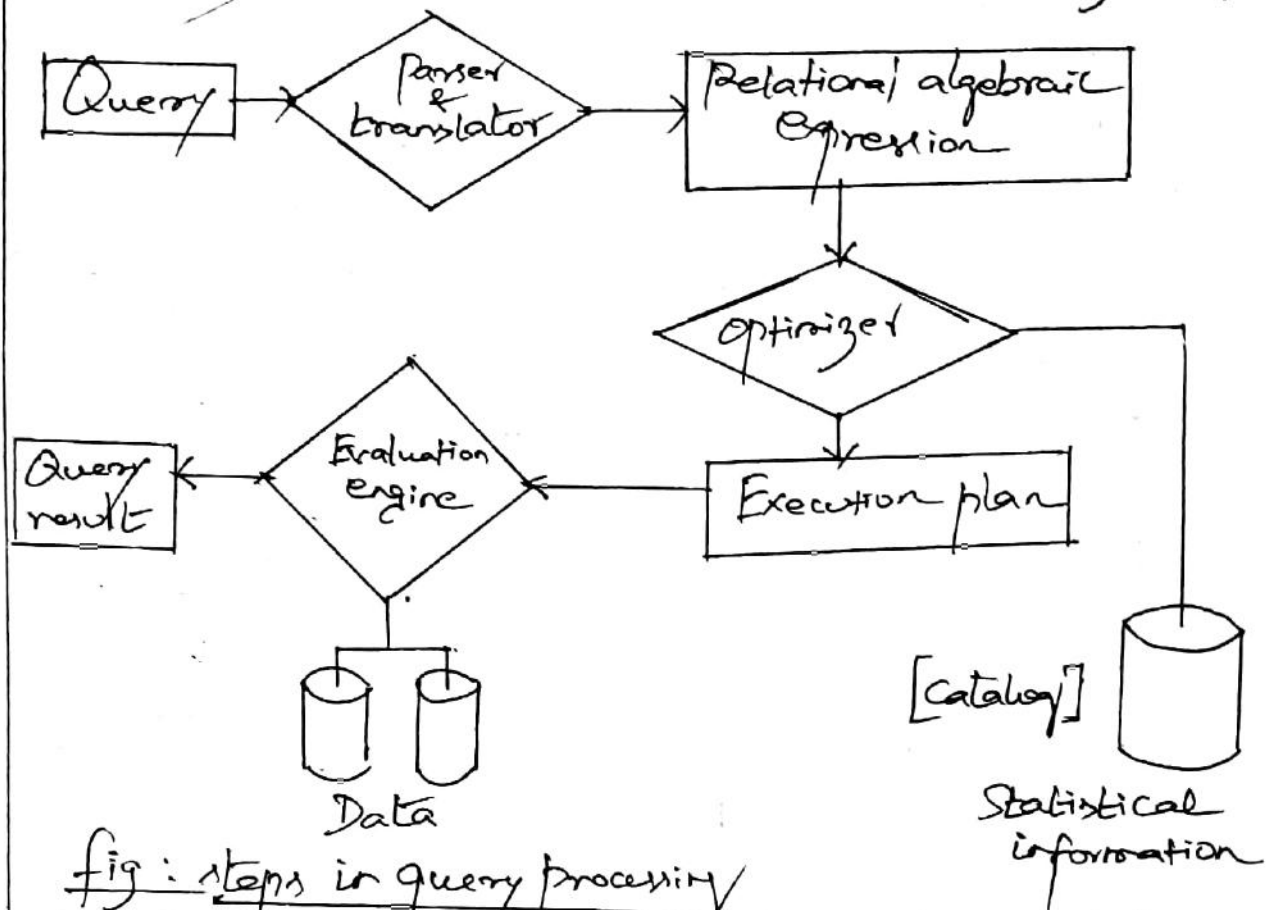 Query
Parser
&
translator
Relational algebraic
expression
optimizer
Evaluation
engine
Query
result
Execution plan
[Catalog]
Data
Statistical
information
fig : steps in query processing